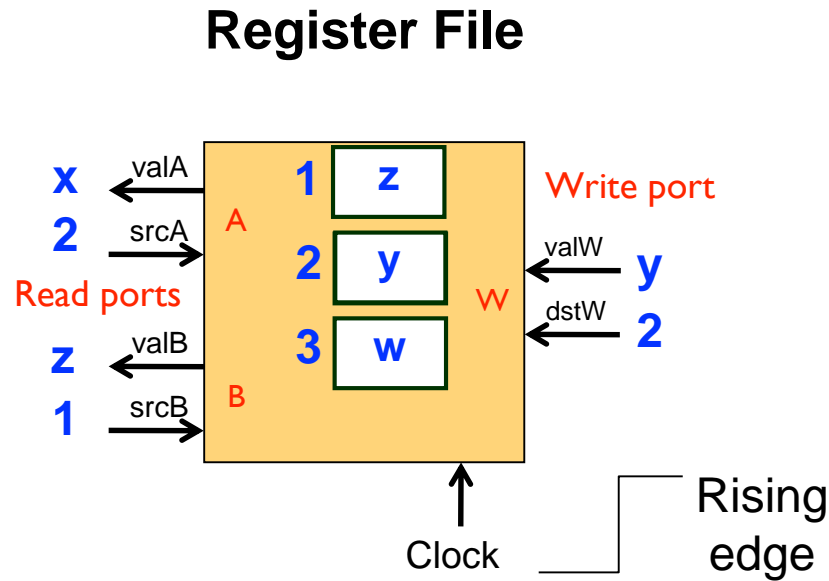 Register File
x
valA
1
z
Write port
A
2
srcA
2
y
valW
y
Read ports
W
dstW
2
3
w
z
valB
B
1
srcB
Clock
Rising
edge